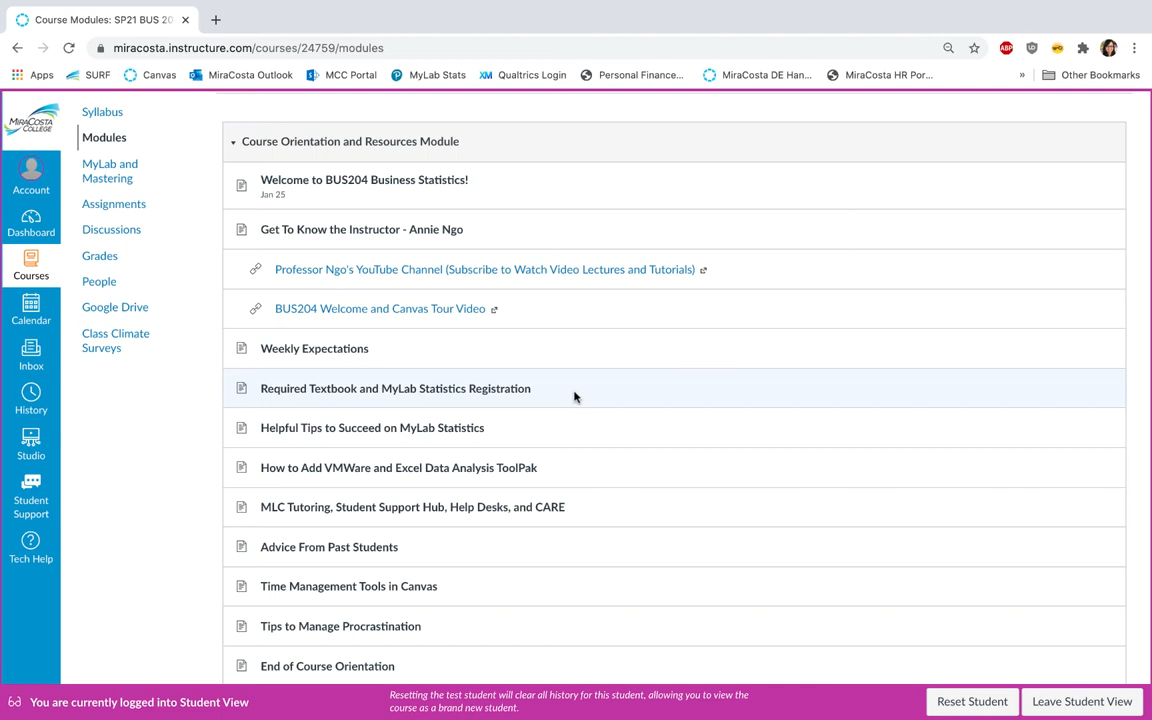 Course Modules: SP21 BUS 20
miracosta.instructure.com/courses/24759/modules
ABP
Apps SURF Canvas MiraCosta Outlook MCC Portal MyLab Stats XM Qualtrics Login Personal Finance... MiraCosta DE Han... MiraCosta HR Por... » Other Bookmarks
MIRACOSTA
COLLEGE
Account
Dashboard
Courses
Calendar
Inbox
History
Studio
Student
Support
Tech Help
Syllabus
Modules
MyLab and
Mastering
Assignments
Discussions
Grades
People
Google Drive
Class Climate
Surveys
Course Orientation and Resources Module
Welcome to BUS204 Business Statistics!
Jan 25
Get To Know the Instructor - Annie Ngo
Professor Ngo's YouTube Channel (Subscribe to Watch Video Lectures and Tutorials)
BUS204 Welcome and Canvas Tour Video
Weekly Expectations
Required Textbook and MyLab Statistics Registration
Helpful Tips to Succeed on MyLab Statistics
How to Add VMWare and Excel Data Analysis ToolPak
MLC Tutoring, Student Support Hub, Help Desks, and CARE
Advice From Past Students
Time Management Tools in Canvas
Tips to Manage Procrastination
End of Course Orientation
You are currently logged into Student View
Resetting the test student will clear all history for this student, allowing you to view the
course as a brand new student.
Reset Student
Leave Student View